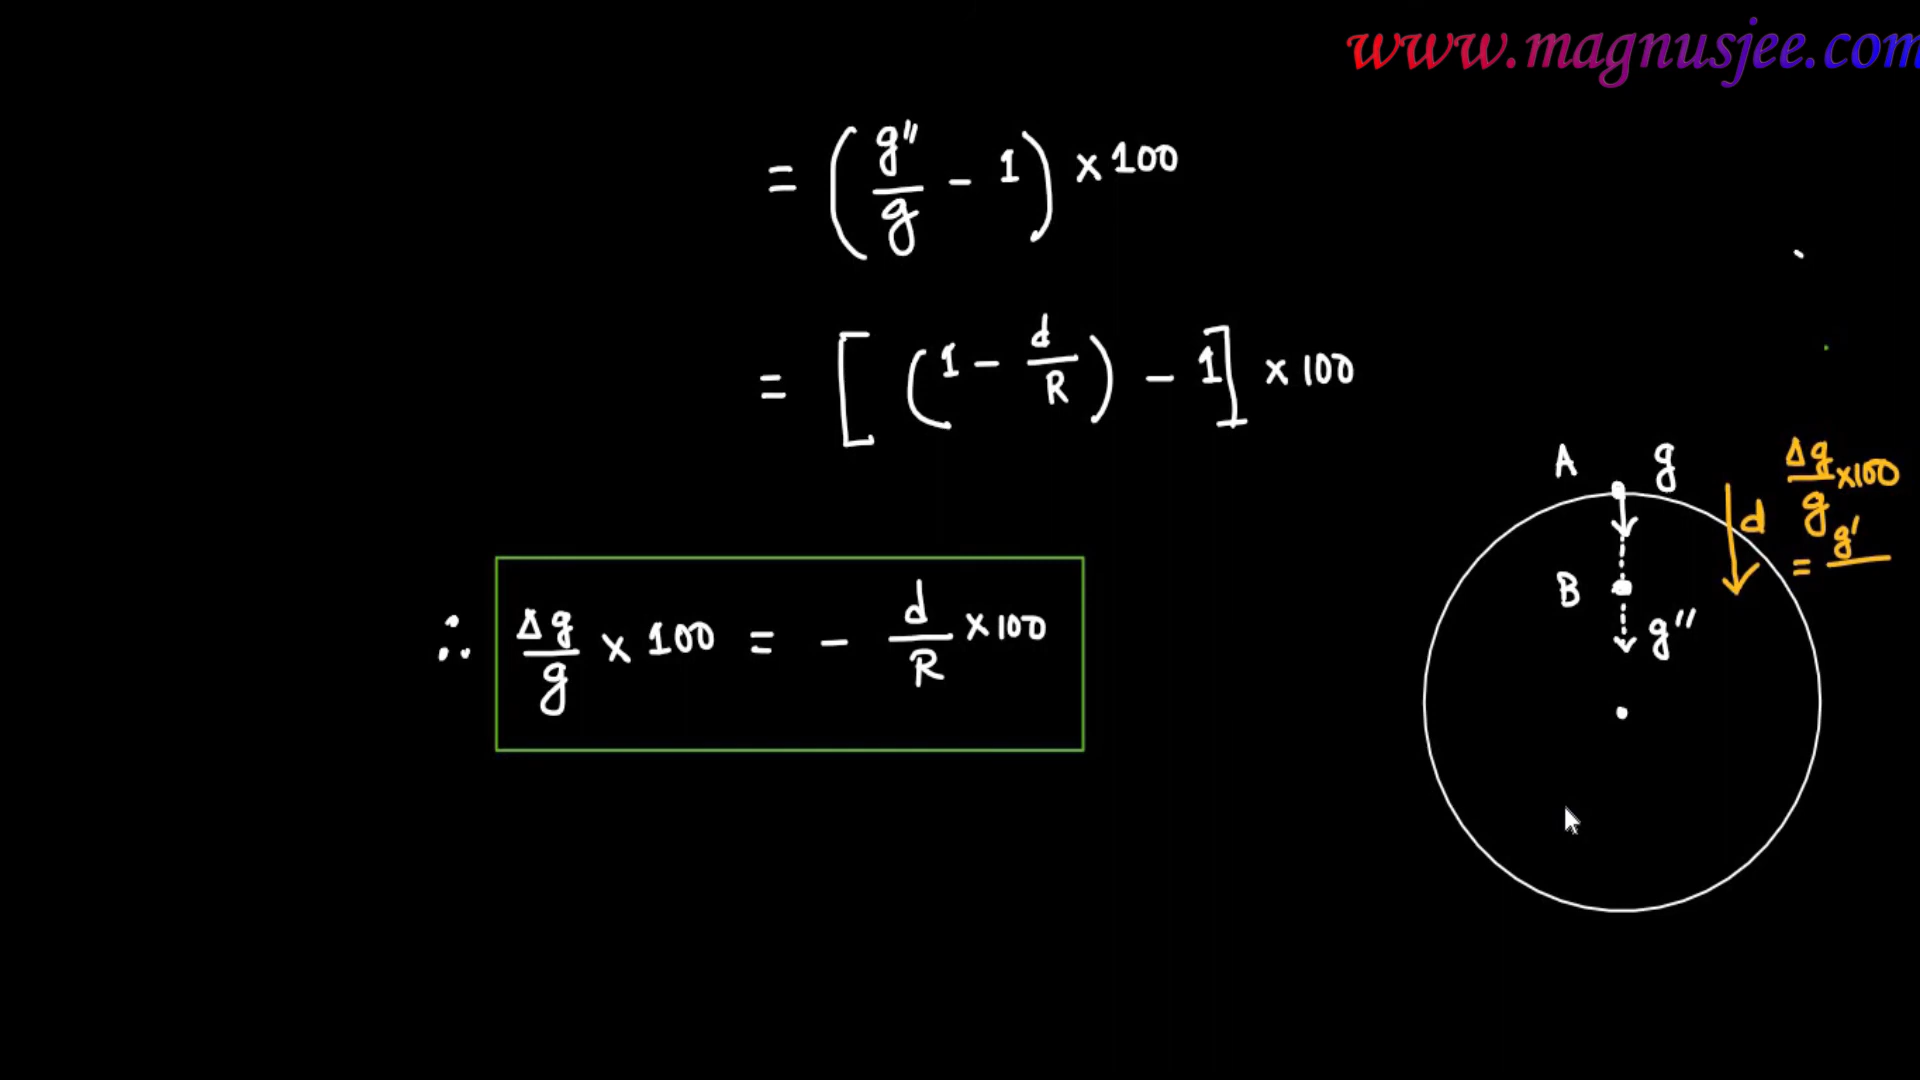 www.magnusjee.com
= ( g''/g - 1 ) × 100
= [ ( 1 - d/R ) - 1 ] × 100
∴ Δg/g × 100 = - d/R × 100
A g
d
Δg/g ×100
= g'
B
g''